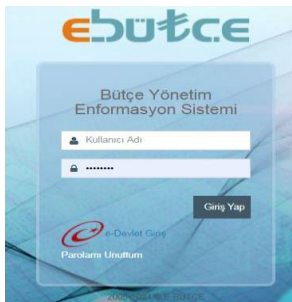 ebütçe
Bütçe Yönetim
Enformasyon Sistemi
Kullanıcı Adı
••••••••
Giriş Yap
e-Devlet Giriş
Parolamı Unuttum